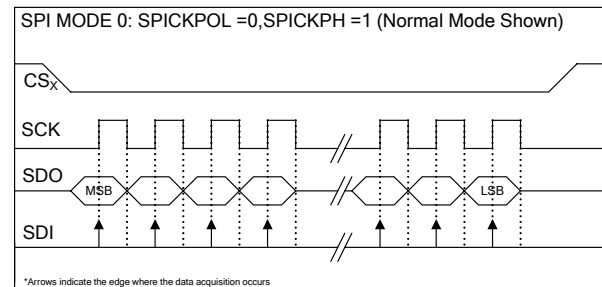 SPI MODE 0: SPICKPOL =0,SPICKPH =1 (Normal Mode Shown)
CSX
SCK
SDO
MSB
LSB
SDI
*Arrows indicate the edge where the data acquisition occurs